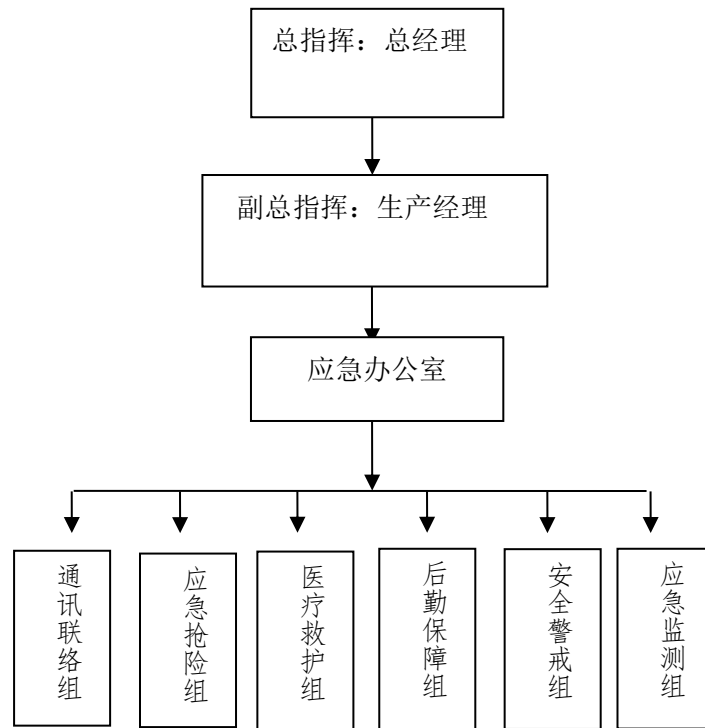 总指挥：总经理
副总指挥：生产经理
应急办公室
通讯联络组
应急抢险组
医疗救护组
后勤保障组
安全警戒组
应急监测组